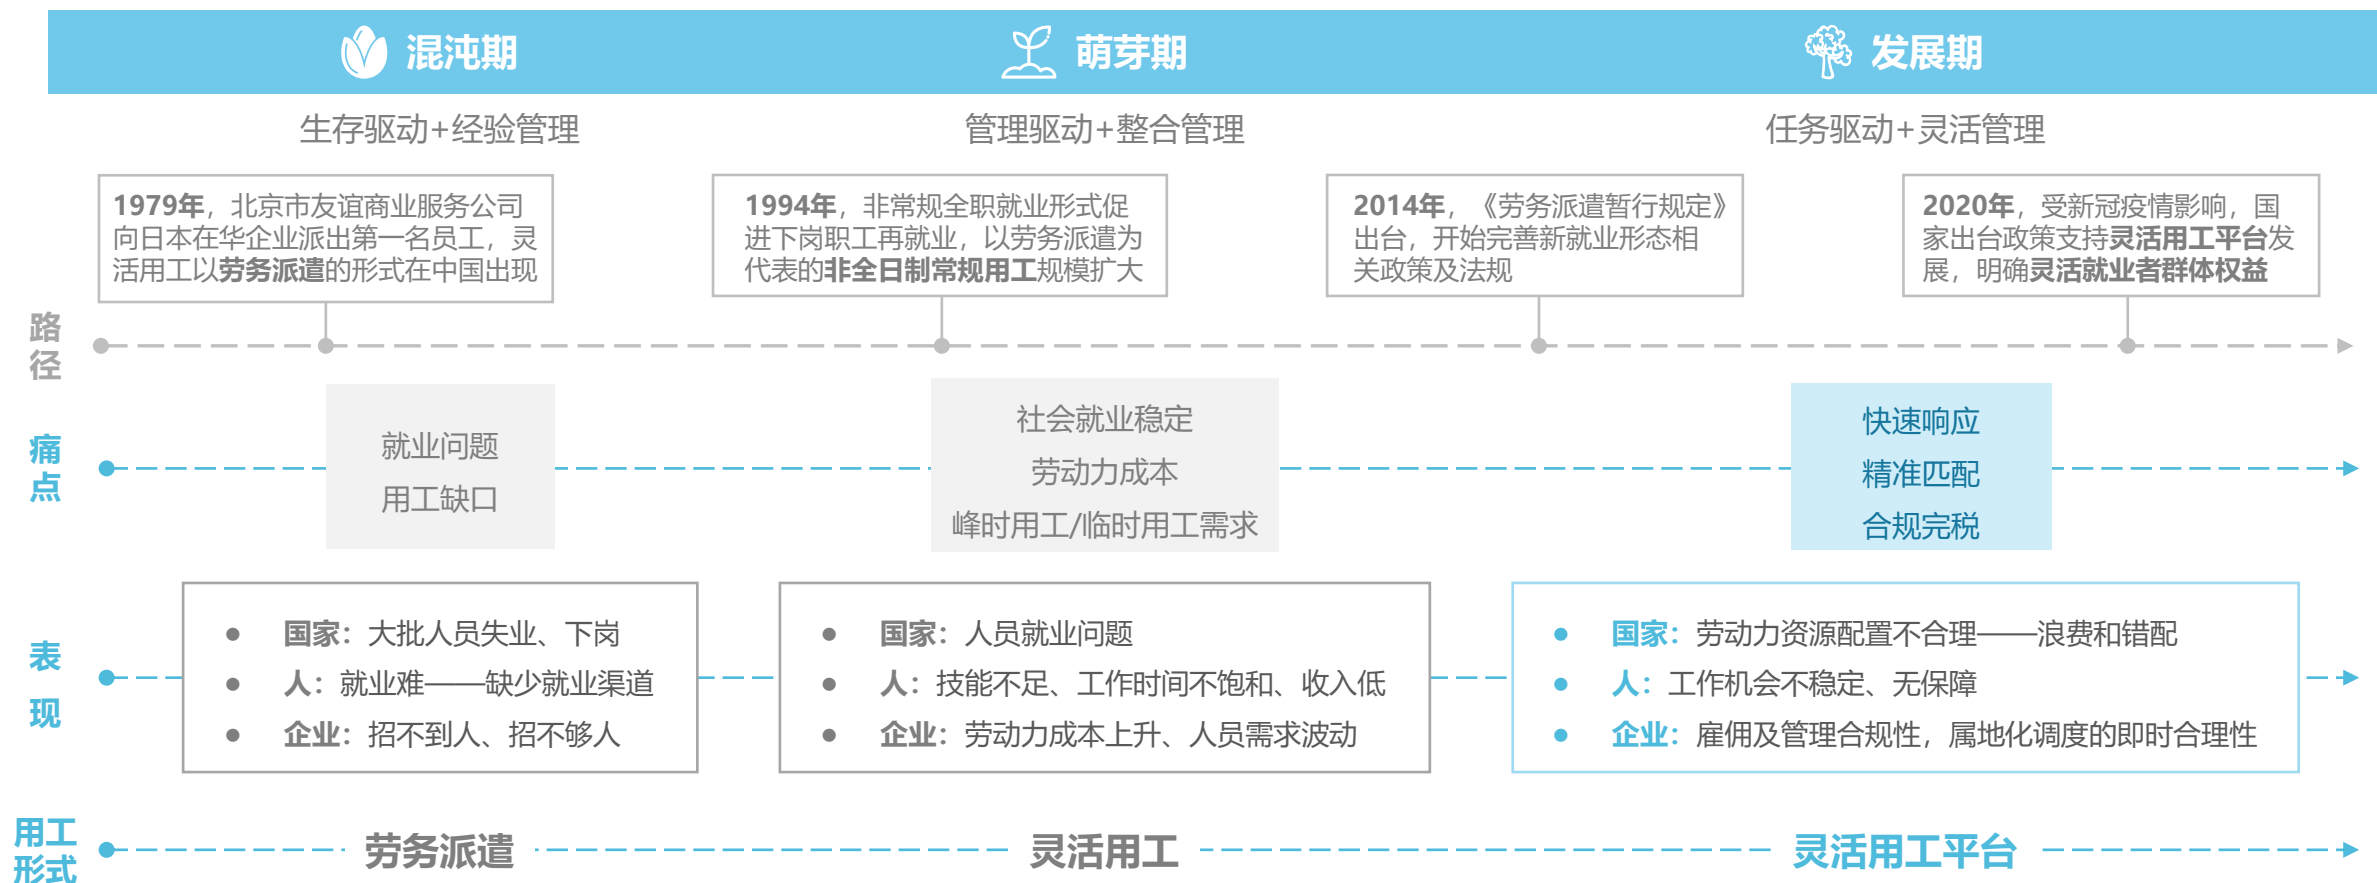 混沌期
萌芽期
发展期
生存驱动+经验管理
管理驱动+整合管理
任务驱动+灵活管理
1979年，北京市友谊商业服务公司
向日本在华企业派出第一名员工，灵
活用工以劳务派遣的形式在中国出现
1994年，非常规全职就业形式促
进下岗职工再就业，以劳务派遣为
代表的非全日制常规用工规模扩大
2014年，《劳务派遣暂行规定》
出台，开始完善新就业形态相
关政策及法规
2020年，受新冠疫情影响，国
家出台政策支持灵活用工平台发
展，明确灵活就业者群体权益
路
径
痛
点
就业问题
用工缺口
社会就业稳定
劳动力成本
峰时用工/临时用工需求
快速响应
精准匹配
合规完税
表
现
国家：大批人员失业、下岗
人：就业难——缺少就业渠道
企业：招不到人、招不够人
国家：人员就业问题
人：技能不足、工作时间不饱和、收入低
企业：劳动力成本上升、人员需求波动
国家：劳动力资源配置不合理——浪费和错配
人：工作机会不稳定、无保障
企业：雇佣及管理合规性，属地化调度的即时合理性
用工
形式
劳务派遣
灵活用工
灵活用工平台